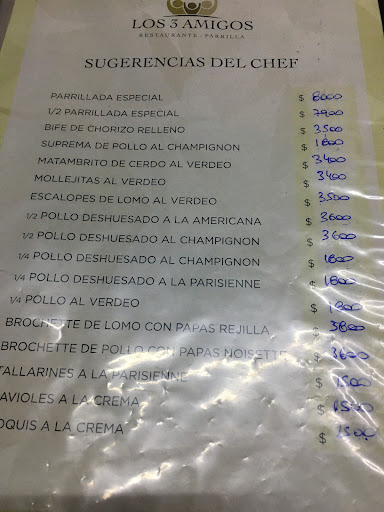 LOS 3 AMIGOS
RESTAURANTE - PARRILLA
SUGERENCIAS DEL CHEF
PARRILLADA ESPECIAL $ 8000
1/2 PARRILLADA ESPECIAL $ 7900
BIFE DE CHORIZO RELLENO $ 3500
SUPREMA DE POLLO AL CHAMPIGNON $ 1800
MATAMBRITO DE CERDO AL VERDEO $ 3400
MOLLEJITAS AL VERDEO $ 3400
ESCALOPES DE LOMO AL VERDEO $ 3500
1/2 POLLO DESHUESADO A LA AMERICANA $ 3600
1/2 POLLO DESHUESADO AL CHAMPIGNON $ 3600
1/4 POLLO DESHUESADO AL CHAMPIGNON $ 1800
1/4 POLLO DESHUESADO A LA PARISIENNE $ 1800
1/4 POLLO AL VERDEO $
BROCHETTE DE LOMO CON PAPAS REJILLA $ 3800
BROCHETTE DE POLLO CON PAPAS NOISETTE $ 3600
TALLARINES A LA PARISIENNE $ 1500
AVIOLES A LA CREMA $ 1500
OQUIS A LA CREMA $ 1500